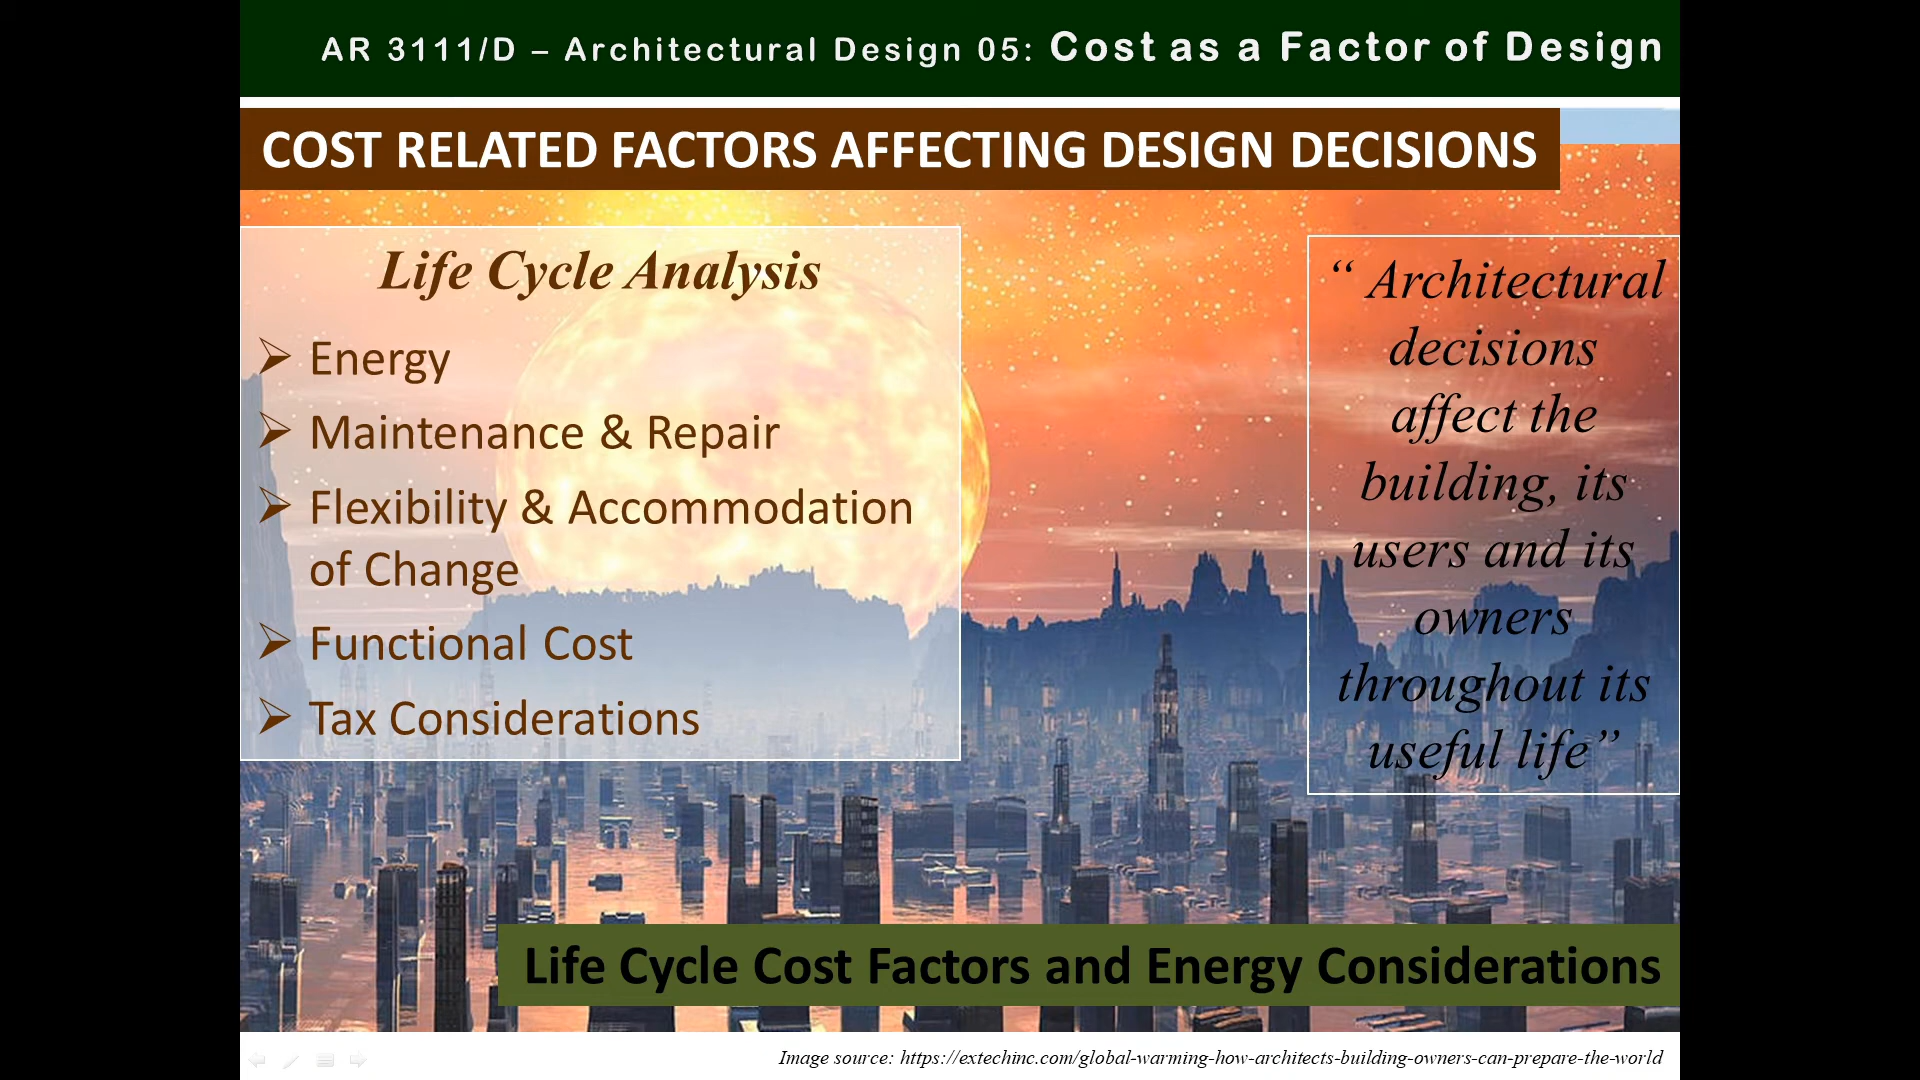 AR 3111/D – Architectural Design 05: Cost as a Factor of Design
COST RELATED FACTORS AFFECTING DESIGN DECISIONS
Life Cycle Analysis
➢ Energy
➢ Maintenance & Repair
➢ Flexibility & Accommodation
of Change
➢ Functional Cost
➢ Tax Considerations
“ Architectural
decisions
affect the
building, its
users and its
owners
throughout its
useful life”
Life Cycle Cost Factors and Energy Considerations
Image source: https://extechinc.com/global-warming-how-architects-building-owners-can-prepare-the-world